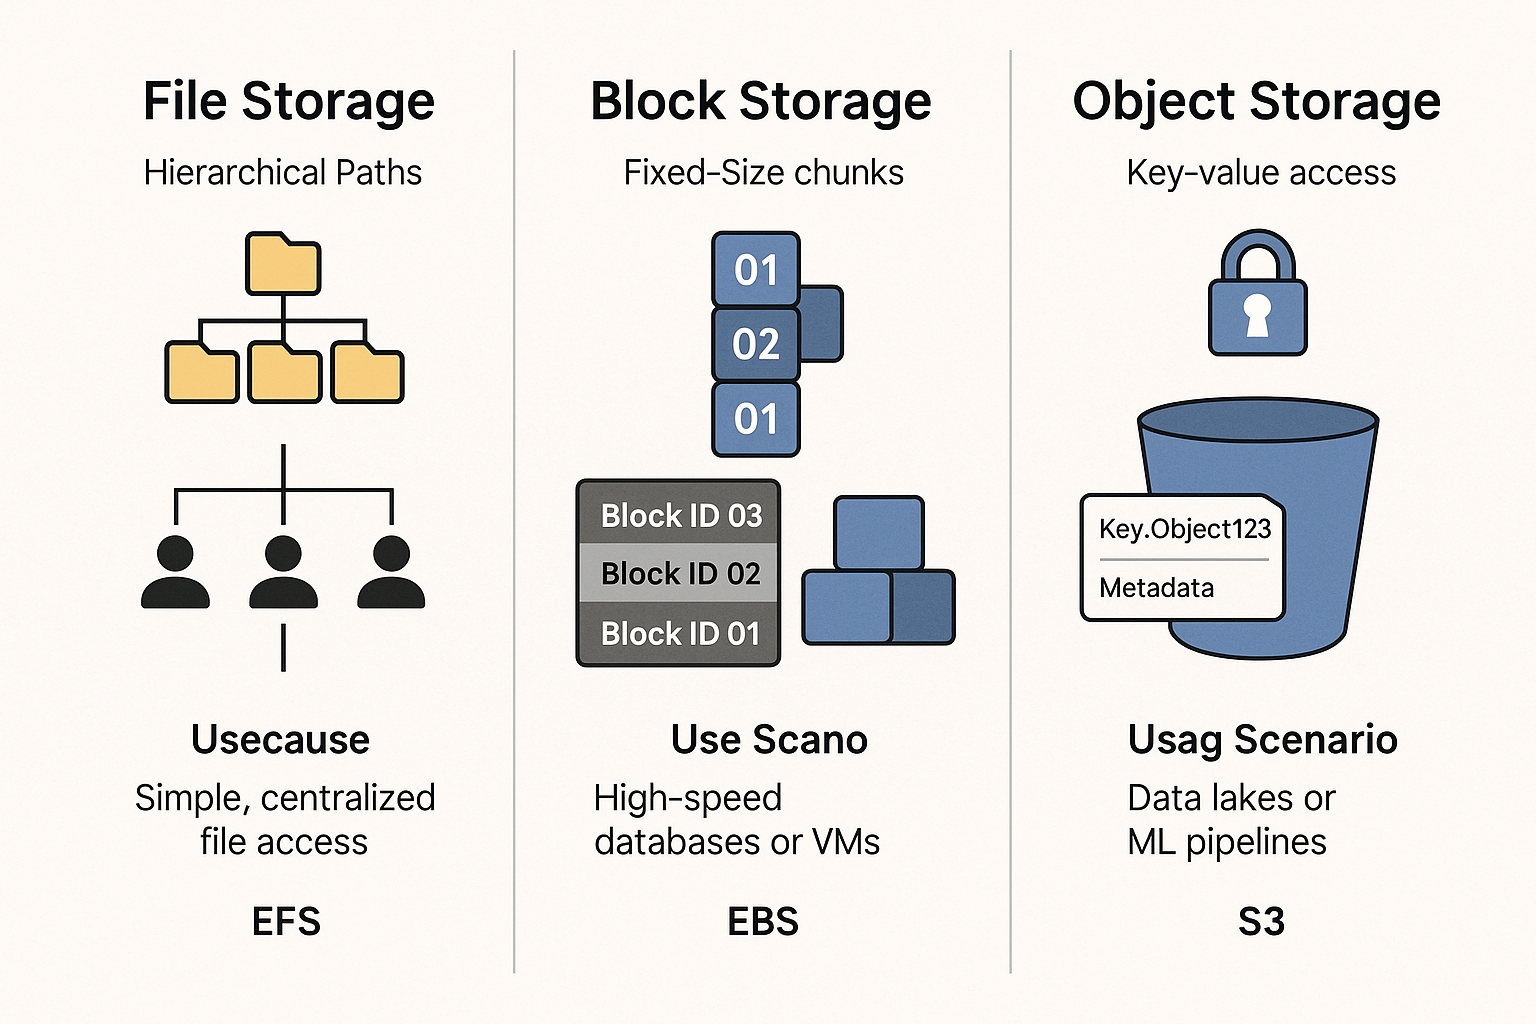 File Storage
Hierarchical Paths
Usecause
Simple, centralized
file access
EFS
Block Storage
Fixed-Size chunks
01
02
01
Block ID 03
Block ID 02
Block ID 01
Use Scano
High-speed
databases or VMs
EBS
Object Storage
Key-value access
Key.Object123
Metadata
Usag Scenario
Data lakes or
ML pipelines
S3